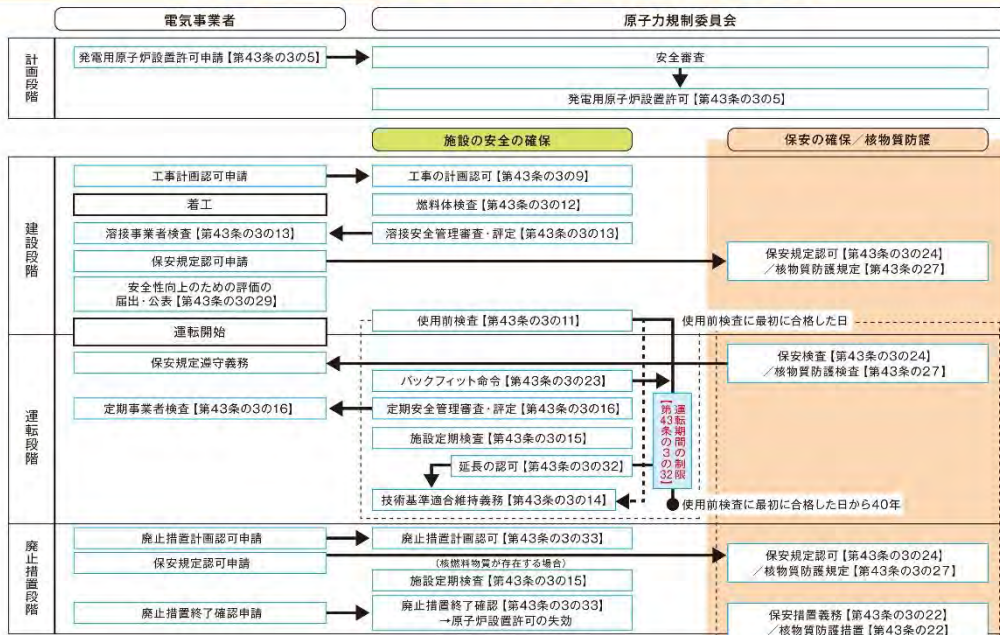 電気事業者
原子力規制委員会
計画段階
発電用原子炉設置許可申請【第43条の3の5】
安全審査
発電用原子炉設置許可【第43条の3の5】
施設の安全の確保
保安の確保／核物質防護
建設段階
工事計画認可申請
工事の計画認可【第43条の3の9】
着工
燃料体検査【第43条の3の12】
溶接事業者検査【第43条の3の13】
溶接安全管理審査・評定【第43条の3の13】
保安規定認可申請
保安規定認可【第43条の3の24】
／核物質防護規定【第43条の27】
安全性向上のための評価の
届出・公表【第43条の3の29】
使用前検査【第43条の3の11】
使用前検査に最初に合格した日
運転開始
運転段階
保安規定遵守義務
保安検査【第43条の3の24】
／核物質防護検査【第43条の27】
バックフィット命令【第43条の3の23】
定期事業者検査【第43条の3の16】
定期安全管理審査・評定【第43条の3の16】
運転期間の制限
【第43条の3の32】
施設定期検査【第43条の3の15】
延長の認可【第43条の3の32】
技術基準適合維持義務【第43条の3の14】
使用前検査に最初に合格した日から40年
廃止措置段階
廃止措置計画認可申請
廃止措置計画認可【第43条の3の33】
保安規定認可申請
(核燃料物質が存在する場合)
保安規定認可【第43条の3の24】
／核物質防護規定【第43条の3の27】
施設定期検査【第43条の3の15】
廃止措置終了確認申請
廃止措置終了確認【第43条の3の33】
→原子炉設置許可の失効
保安措置義務【第43条の3の22】
／核物質防護措置【第43条の22】